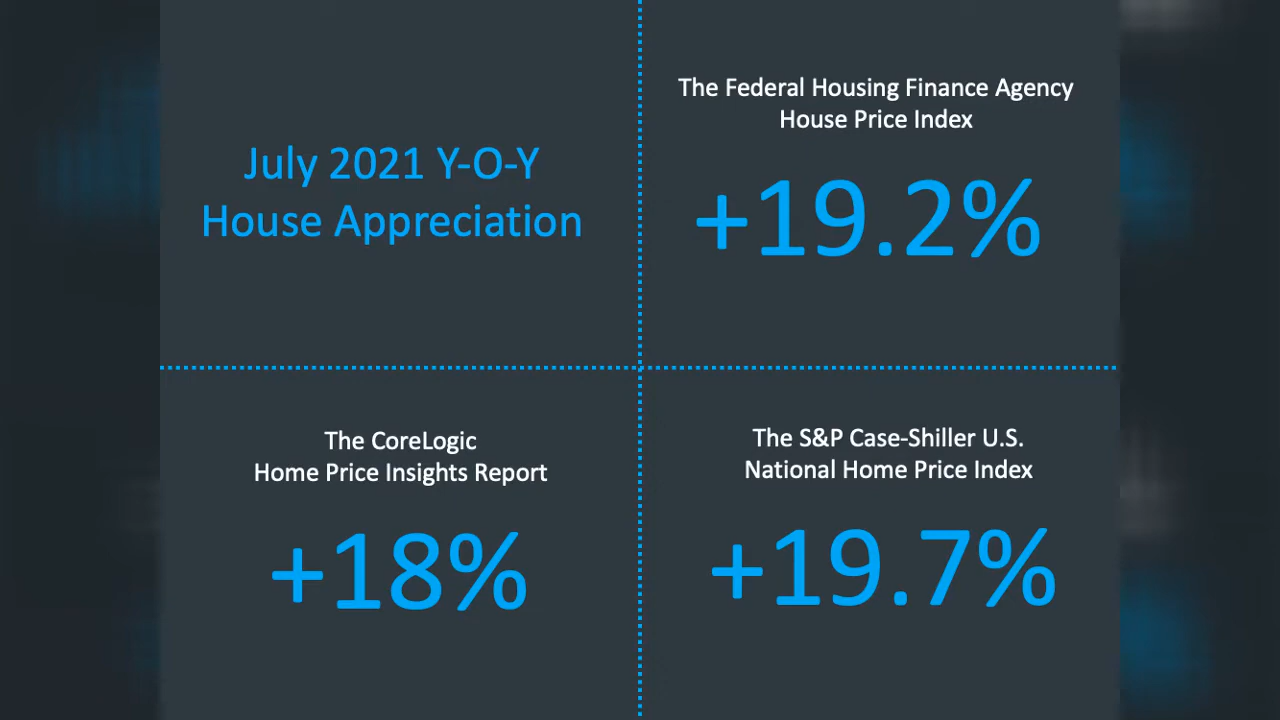 July 2021 Y-O-Y
House Appreciation
The Federal Housing Finance Agency
House Price Index
+19.2%
The CoreLogic
Home Price Insights Report
+18%
The S&P Case-Shiller U.S.
National Home Price Index
+19.7%